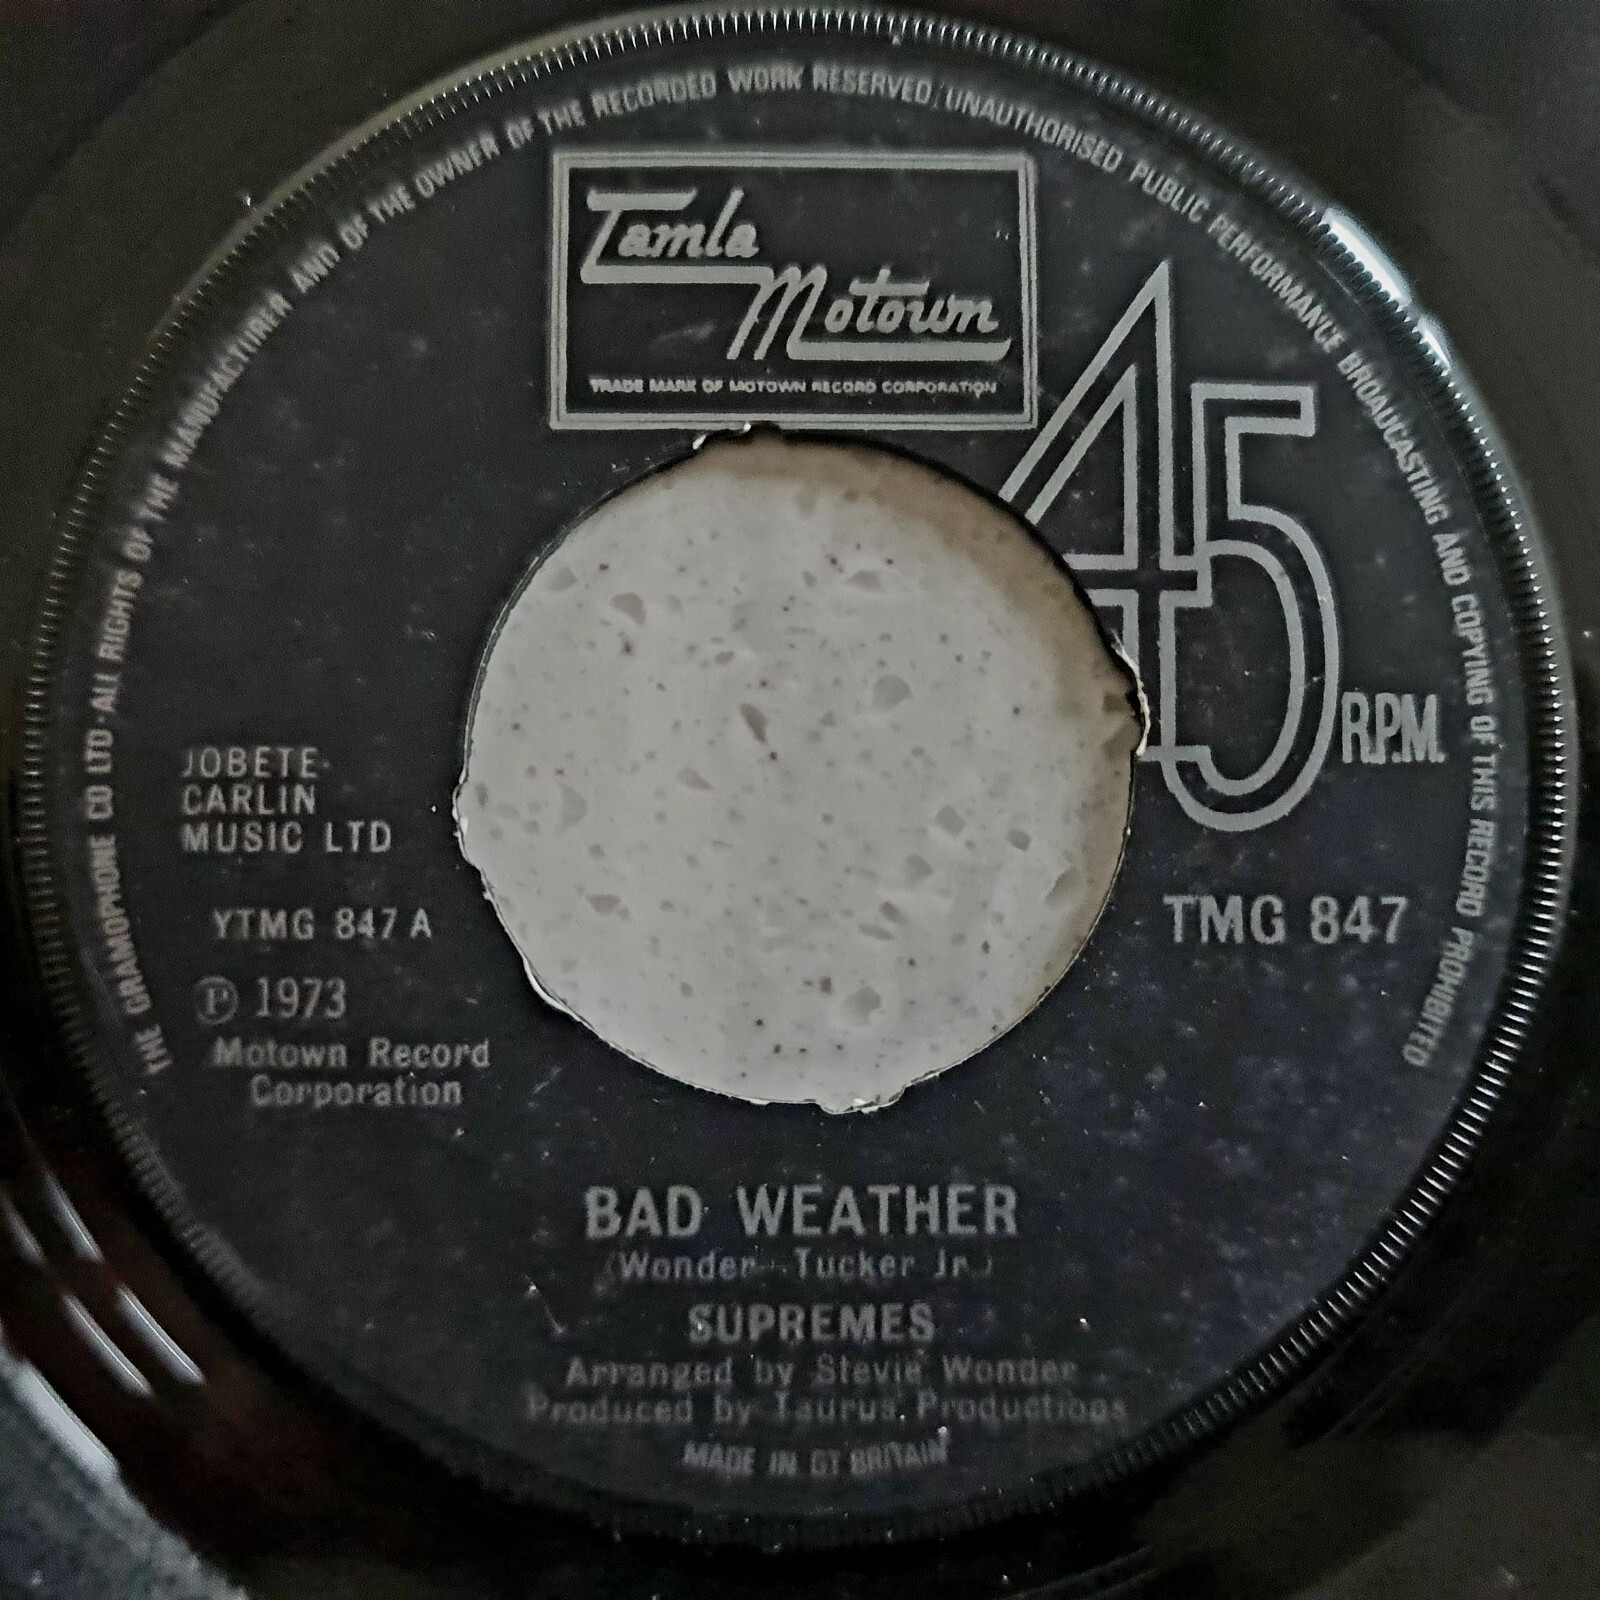 THE GRAMOPHONE CO LTD·ALL RIGHTS OF THE MANUFACTURER AND OF THE OWNER OF THE RECORDED WORK RESERVED, UNAUTHORISED PUBLIC PERFORMANCE BROADCASTING AND COPYING OF THIS RECORD PROHIBITED
Tamla
Motown
TRADE MARK OF MOTOWN RECORD CORPORATION
45
R.P.M.
JOBETE-
CARLIN
MUSIC LTD
YTMG 847 A
TMG 847
Ⓟ 1973
Motown Record
Corporation
BAD WEATHER
(Wonder - Tucker Jr.)
SUPREMES
Arranged by Stevie Wonder
Produced by Taurus Productions
MADE IN GT BRITAIN